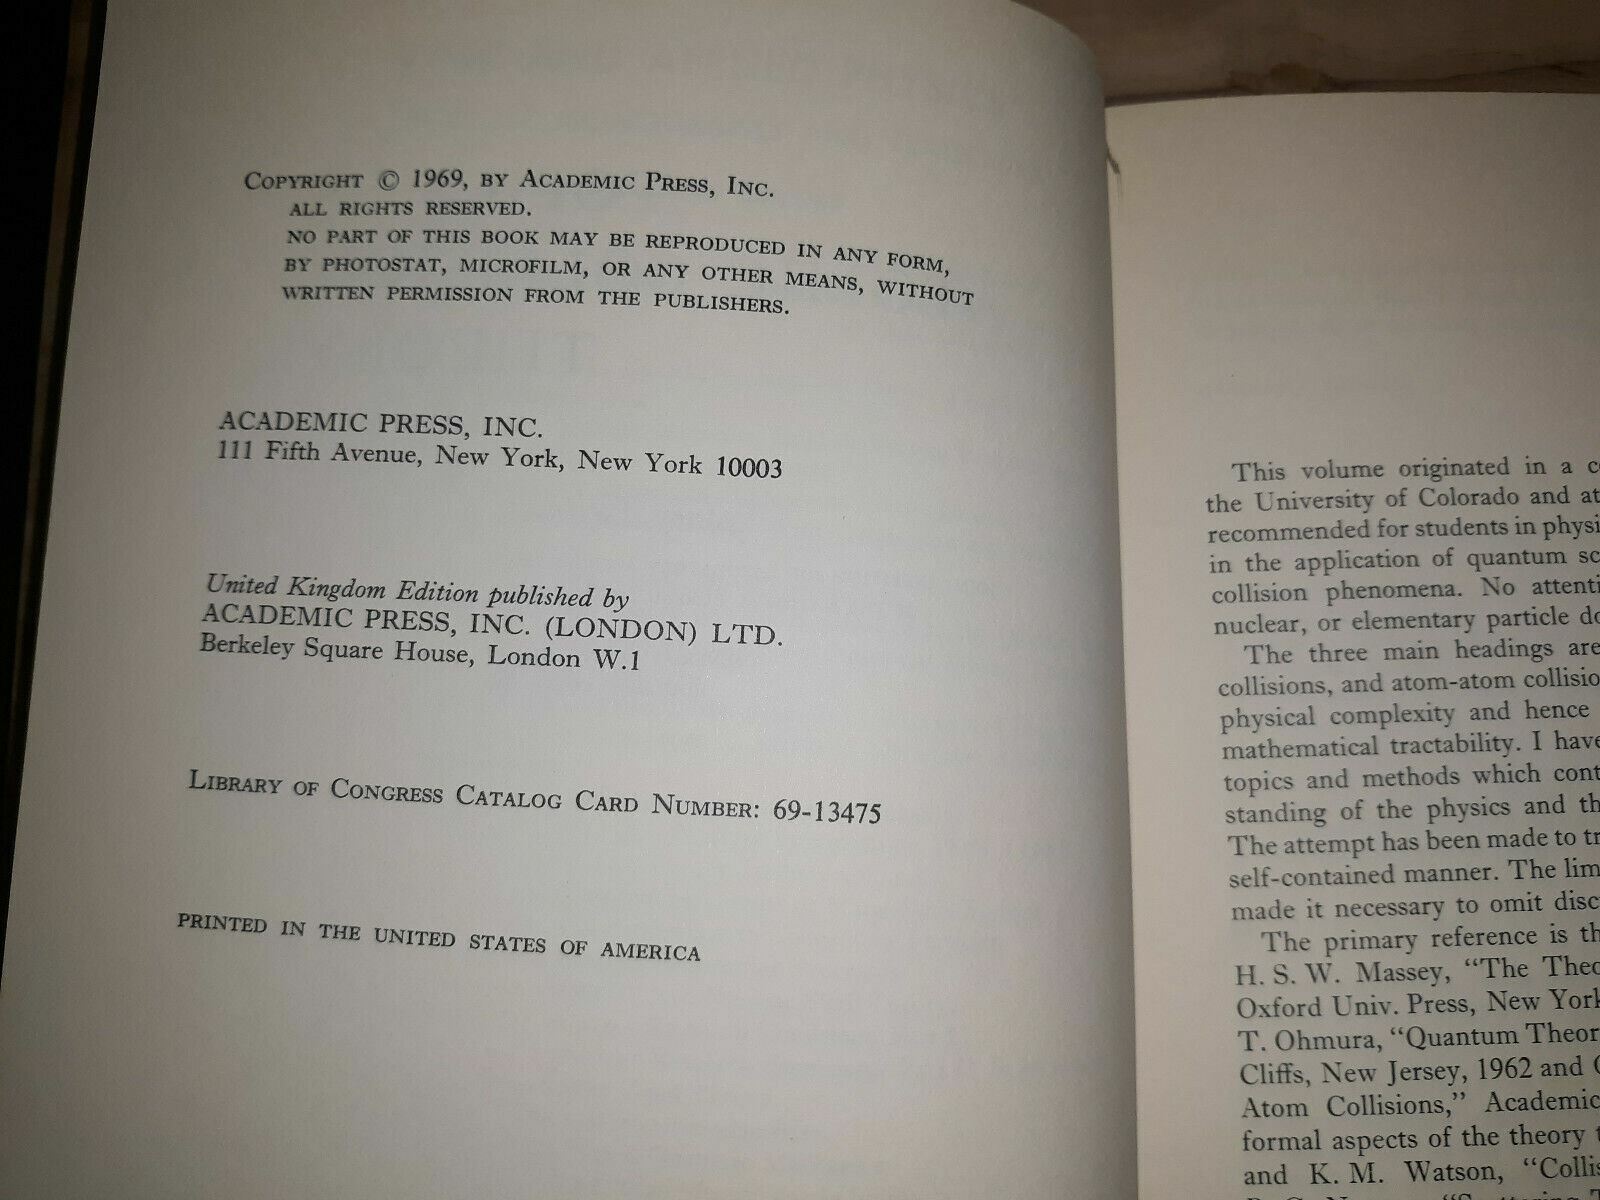 COPYRIGHT © 1969, BY ACADEMIC PRESS, INC.
ALL RIGHTS RESERVED.
NO PART OF THIS BOOK MAY BE REPRODUCED IN ANY FORM,
BY PHOTOSTAT, MICROFILM, OR ANY OTHER MEANS, WITHOUT
WRITTEN PERMISSION FROM THE PUBLISHERS.
ACADEMIC PRESS, INC.
111 Fifth Avenue, New York, New York 10003
United Kingdom Edition published by
ACADEMIC PRESS, INC. (LONDON) LTD.
Berkeley Square House, London W.1
LIBRARY OF CONGRESS CATALOG CARD NUMBER: 69-13475
PRINTED IN THE UNITED STATES OF AMERICA
This volume originated in a
the University of Colorado and at
recommended for students in
in the application of quantum
collision phenomena. No
nuclear, or elementary particle
The three main headings are
collisions, and atom-atom
physical complexity and hence
mathematical tractability. I have
topics and methods which
standing of the physics and
The attempt has been made to
self-contained manner. The
made it necessary to omit
The primary reference is
H. S. W. Massey, "The
Oxford Univ. Press, New
T. Ohmura, "Quantum
Cliffs, New Jersey, 1962 and
Atom Collisions," Academic
formal aspects of the theory
and K. M. Watson,